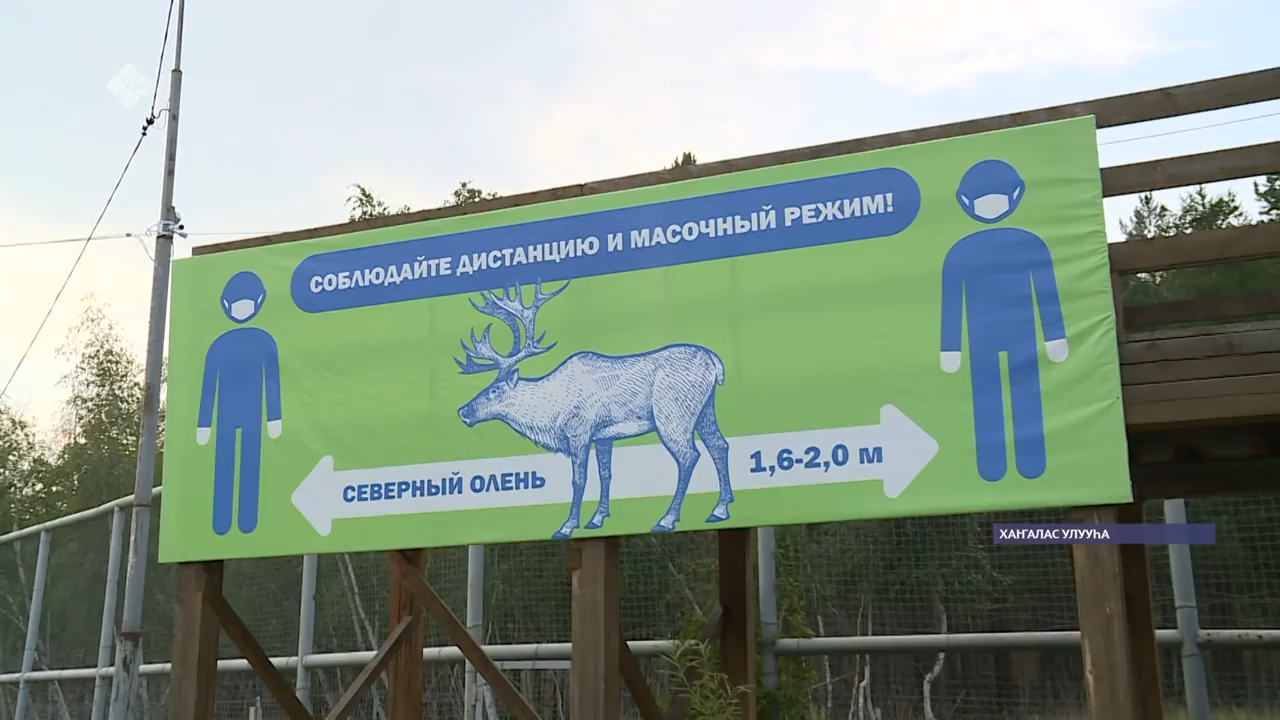 СОБЛЮДАЙТЕ ДИСТАНЦИЮ И МАСОЧНЫЙ РЕЖИМ!
СЕВЕРНЫЙ ОЛЕНЬ 1,6-2,0 м
ХАҤАЛАС УЛУУҺА